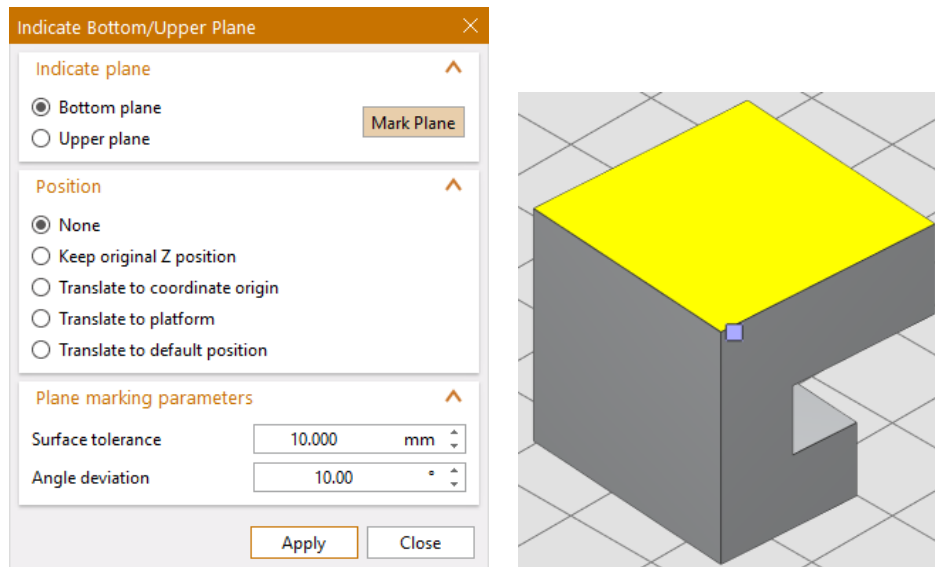 Indicate Bottom/Upper Plane
Indicate plane
Bottom plane
Upper plane
Mark Plane
Position
None
Keep original Z position
Translate to coordinate origin
Translate to platform
Translate to default position
Plane marking parameters
Surface tolerance 10.000 mm
Angle deviation 10.00 °
Apply Close